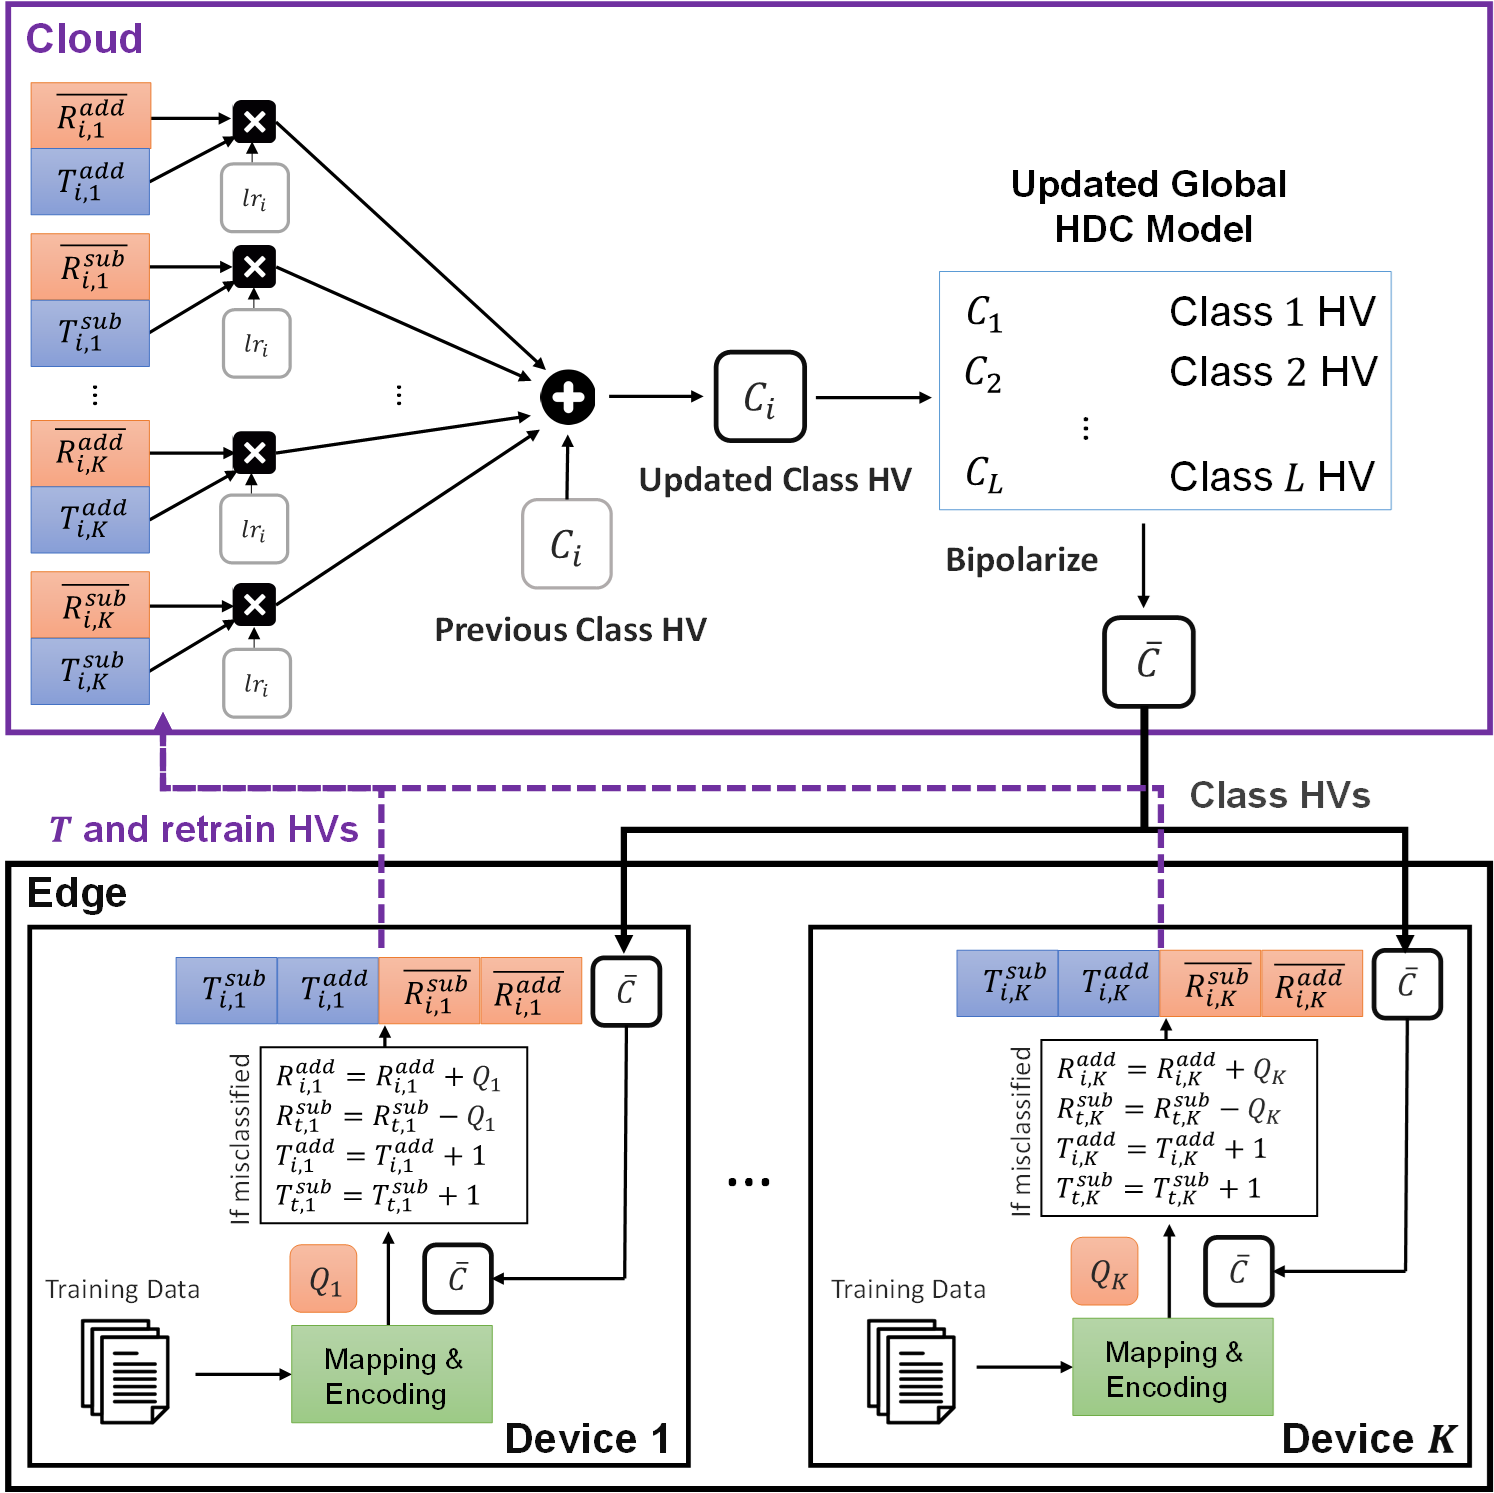 Cloud
$\overline{R_{i,1}^{add}}$
$T_{i,1}^{add}$
$lr_i$
$\overline{R_{i,1}^{sub}}$
$T_{i,1}^{sub}$
$lr_i$
⋮
⋮
$\overline{R_{i,K}^{add}}$
$T_{i,K}^{add}$
$lr_i$
$\overline{R_{i,K}^{sub}}$
$T_{i,K}^{sub}$
$lr_i$
$C_i$
Previous Class HV
$C_i$
Updated Class HV
Updated Global
HDC Model
$C_1$ Class 1 HV
$C_2$ Class 2 HV
⋮
$C_L$ Class $L$ HV
Bipolarize
$\bar{C}$
Class HVs
$T$ and retrain HVs
Edge
$T_{i,1}^{sub}$ $T_{i,1}^{add}$ $\overline{R_{i,1}^{sub}}$ $\overline{R_{i,1}^{add}}$
$\bar{C}$
If misclassified
$R_{i,1}^{add} = R_{i,1}^{add} + Q_1$
$R_{t,1}^{sub} = R_{t,1}^{sub} - Q_1$
$T_{i,1}^{add} = T_{i,1}^{add} + 1$
$T_{t,1}^{sub} = T_{t,1}^{sub} + 1$
$Q_1$
$\bar{C}$
Training Data
Mapping &
Encoding
Device 1
...
$T_{i,K}^{sub}$ $T_{i,K}^{add}$ $\overline{R_{i,K}^{sub}}$ $\overline{R_{i,K}^{add}}$
$\bar{C}$
If misclassified
$R_{i,K}^{add} = R_{i,K}^{add} + Q_K$
$R_{t,K}^{sub} = R_{t,K}^{sub} - Q_K$
$T_{i,K}^{add} = T_{i,K}^{add} + 1$
$T_{t,K}^{sub} = T_{t,K}^{sub} + 1$
$Q_K$
$\bar{C}$
Training Data
Mapping &
Encoding
Device $K$